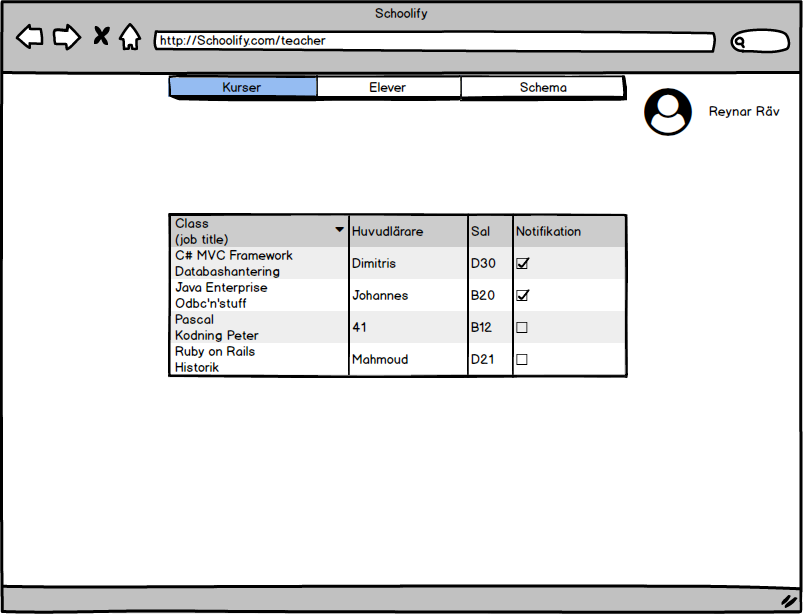 Schoolify
http://Schoolify.com/teacher
Kurser Elever Schema
Reynar Räv
Class
(job title)
Huvudlärare Sal Notifikation
C# MVC Framework
Databashantering
Dimitris D30
Java Enterprise
Odbc'n'stuff
Johannes B20
Pascal
Kodning Peter
41 B12
Ruby on Rails
Historik
Mahmoud D21